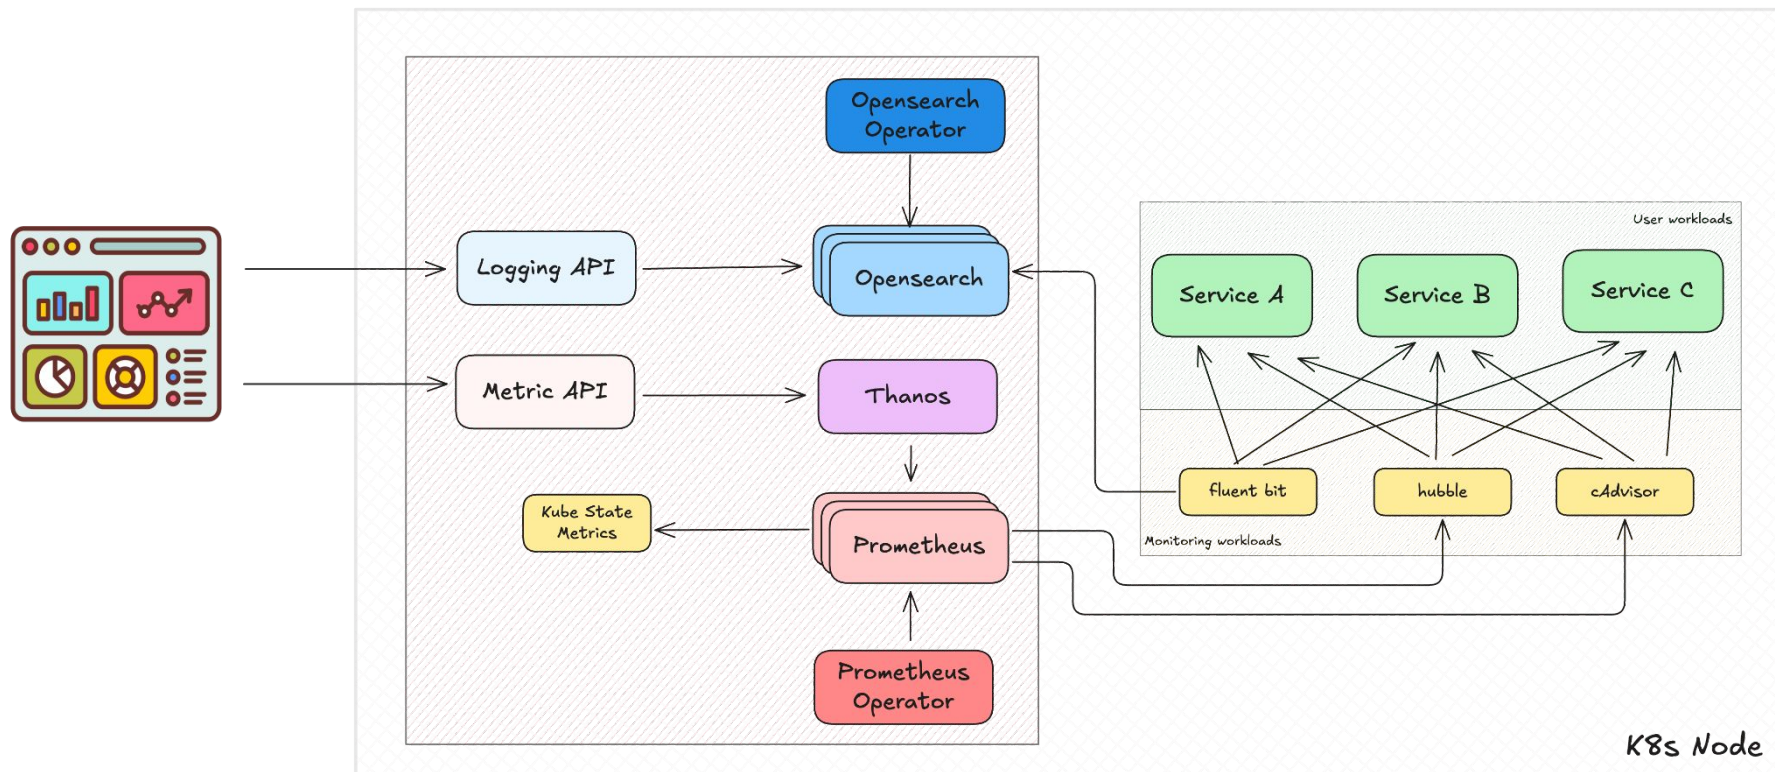 Opensearch
Operator
User workloads
Logging API
Opensearch
Service A
Service B
Service C
Metric API
Thanos
fluent bit
hubble
cAdvisor
Kube State
Metrics
Prometheus
Monitoring workloads
Prometheus
Operator
K8s Node